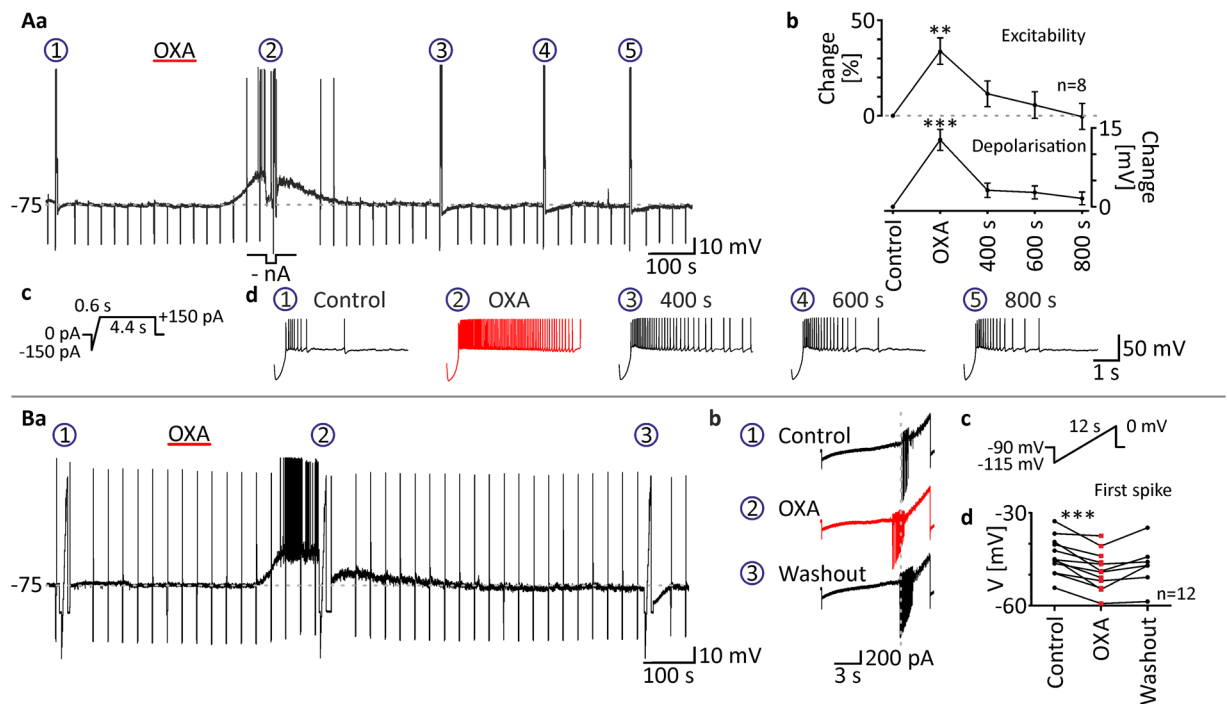 Aa
1 OXA 2 3 4 5
-75
- nA
10 mV
100 s
b
50
Change
[%]
0
**
Excitability
n=8
***
Depolarisation
15
Change
[mV]
0
Control
OXA
400 s
600 s
800 s
c
0.6 s
+150 pA
4.4 s
0 pA
-150 pA
d
1 Control
2 OXA
3 400 s
4 600 s
5 800 s
50 mV
1 s
Ba
1 OXA 2 3
-75
10 mV
100 s
b
1 Control
2 OXA
3 Washout
200 pA
3 s
c
12 s
0 mV
-90 mV
-115 mV
d
First spike
-30
***
V [mV]
-60
n=12
Control
OXA
Washout